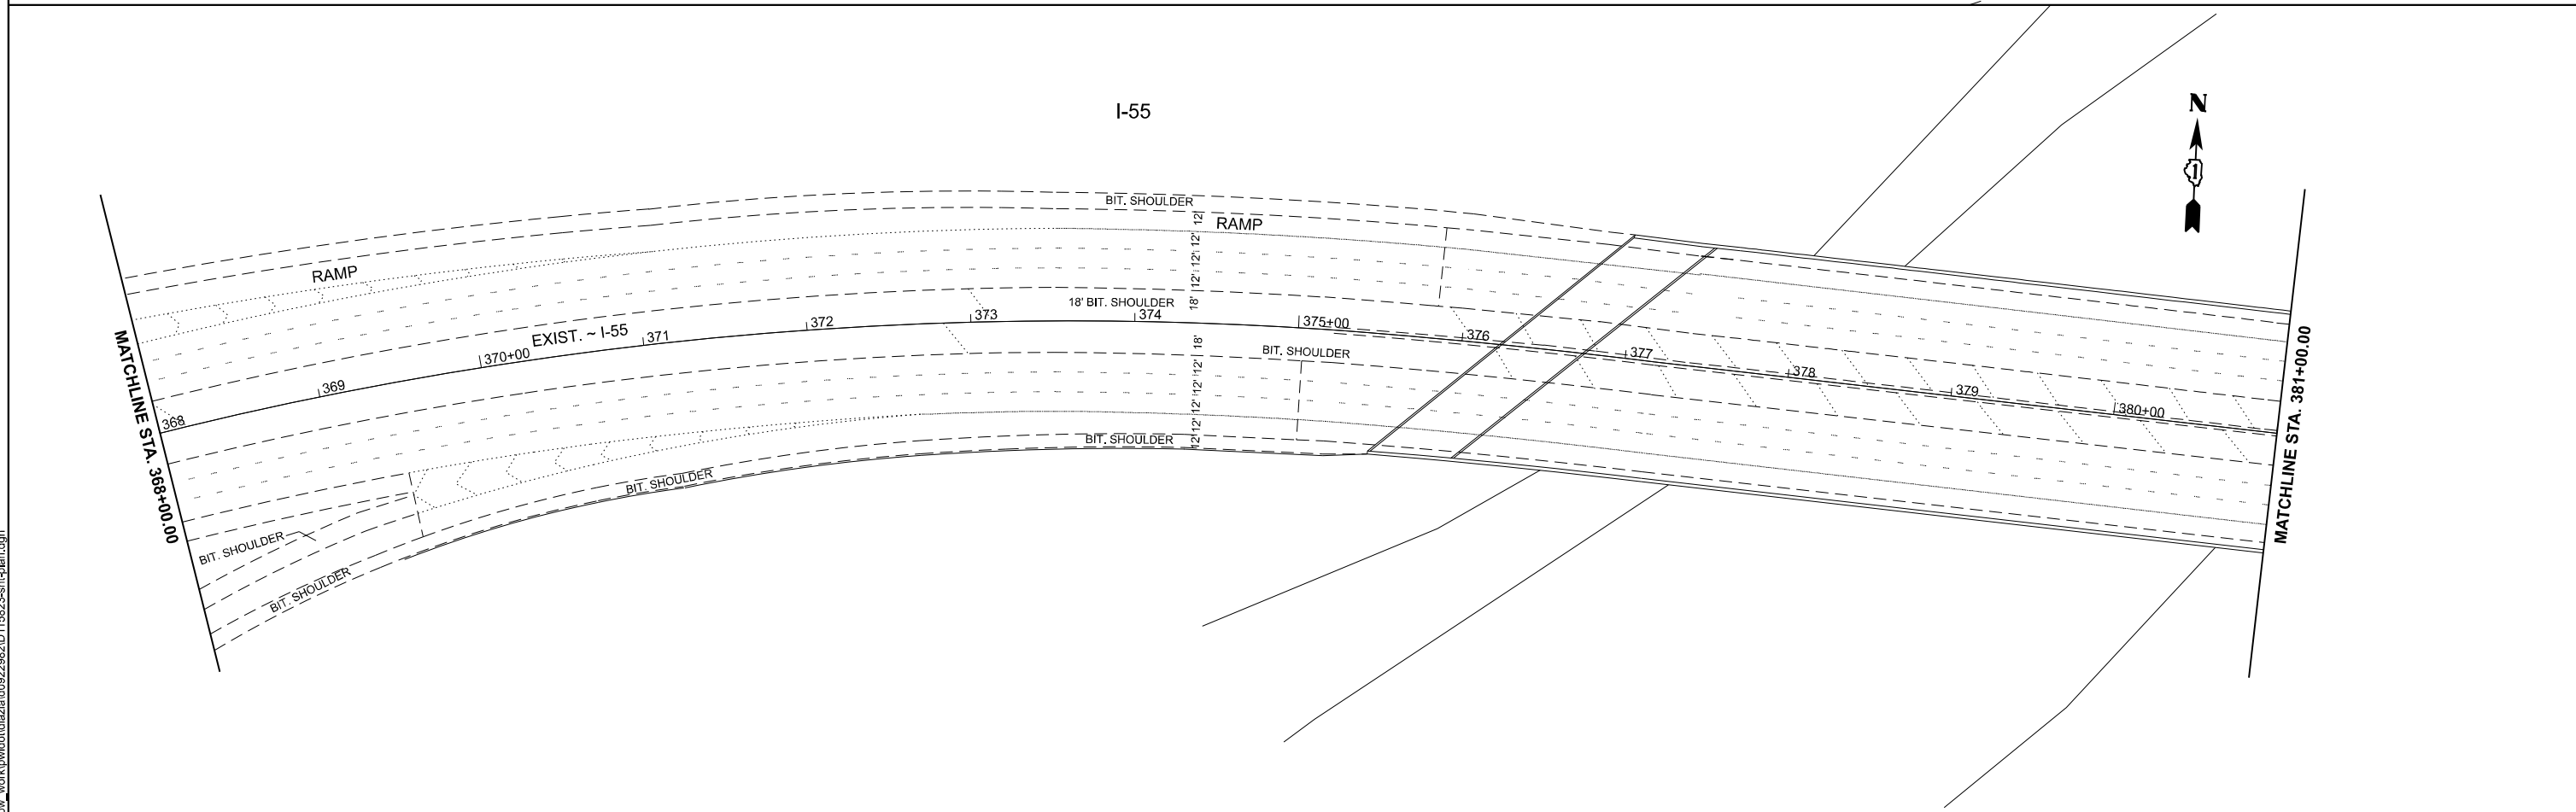 I-55
N
1
BIT. SHOULDER
RAMP
RAMP
12'
12'
12'
12'
18'
18' BIT. SHOULDER
MATCHLINE STA. 368+00.00
368
369
370+00
EXIST. ~ I-55
371
372
373
374
375+00
376
377
378
379
380+00
MATCHLINE STA. 381+00.00
18'
BIT. SHOULDER
12'
12'
12'
12'
12'
BIT. SHOULDER
BIT. SHOULDER
BIT. SHOULDER
BIT. SHOULDER